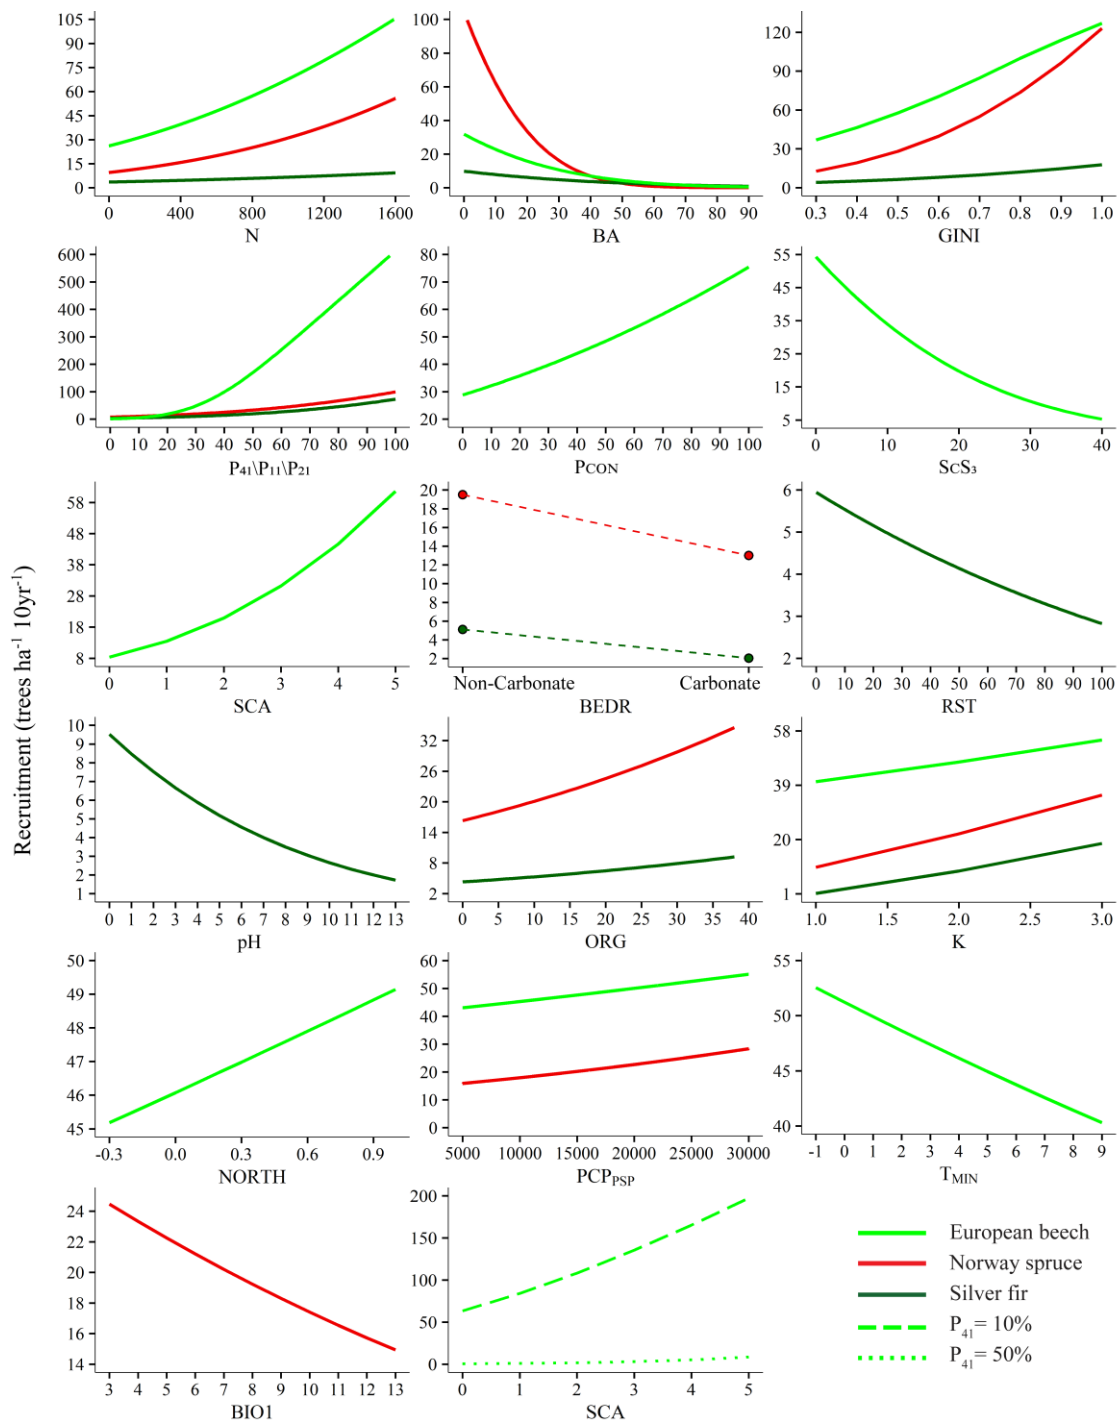 Recruitment (trees ha⁻¹ 10yr⁻¹)
105
90
75
60
45
30
15
0
0 400 800 1200 1600
N
100
80
60
40
20
0
0 10 20 30 40 50 60 70 80 90
BA
120
90
60
30
0
0.3 0.4 0.5 0.6 0.7 0.8 0.9 1.0
GINI
600
500
400
300
200
100
0
0 10 20 30 40 50 60 70 80 90 100
P₄₁\P₁₁\P₂₁
80
70
60
50
40
30
20
0 10 20 30 40 50 60 70 80 90 100
PCON
55
45
35
25
15
5
0 10 20 30 40
SCS₃
58
48
38
28
18
8
0 1 2 3 4 5
SCA
20
18
16
14
12
10
8
6
4
2
Non-Carbonate Carbonate
BEDR
6
5
4
3
2
0 10 20 30 40 50 60 70 80 90 100
RST
10
9
8
7
6
5
4
3
2
1
0 1 2 3 4 5 6 7 8 9 10 11 12 13
pH
32
26
20
14
8
2
0 5 10 15 20 25 30 35 40
ORG
58
39
20
1
1.0 1.5 2.0 2.5 3.0
K
50
49
48
47
46
45
-0.3 0.0 0.3 0.6 0.9
NORTH
60
50
40
30
20
10
0
5000 10000 15000 20000 25000 30000
PCPPSP
55
50
45
40
-1 0 1 2 3 4 5 6 7 8 9
TMIN
24
22
20
18
16
14
3 4 5 6 7 8 9 10 11 12 13
BIO1
200
150
100
50
0
0 1 2 3 4 5
SCA
European beech
Norway spruce
Silver fir
P₄₁= 10%
P₄₁= 50%